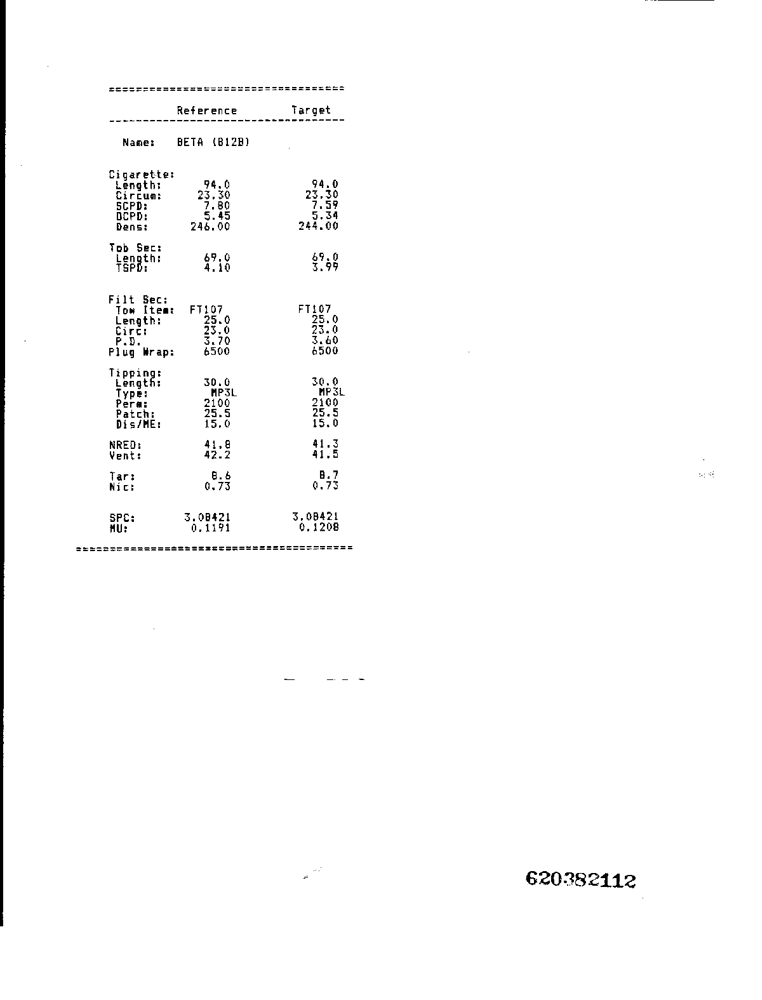 ===================================
Reference Target
-----------------------------------
Name: BETA (B12B)
Cigarette:
Length: 94.0 94.0
Circum: 23.30 23.30
SCPD: 7.80 7.59
OCPD: 5.45 5.34
Dens: 246.00 244.00
Tob Sec:
Length: 69.0 69.0
TSPD: 4.10 3.99
Filt Sec:
Tow Item: FT107 FT107
Length: 25.0 25.0
Circ: 23.0 23.0
P.D. 3.70 3.60
Plug Wrap: 6500 6500
Tipping:
Length: 30.0 30.0
Type: MP3L MP3L
Perm: 2100 2100
Patch: 25.5 25.5
Dis/ME: 15.0 15.0
NRED: 41.8 41.3
Vent: 42.2 41.5
Tar: 8.6 8.7
Nic: 0.73 0.73
SPC: 3.08421 3.08421
MU: 0.1191 0.1208
=========================================
620382112